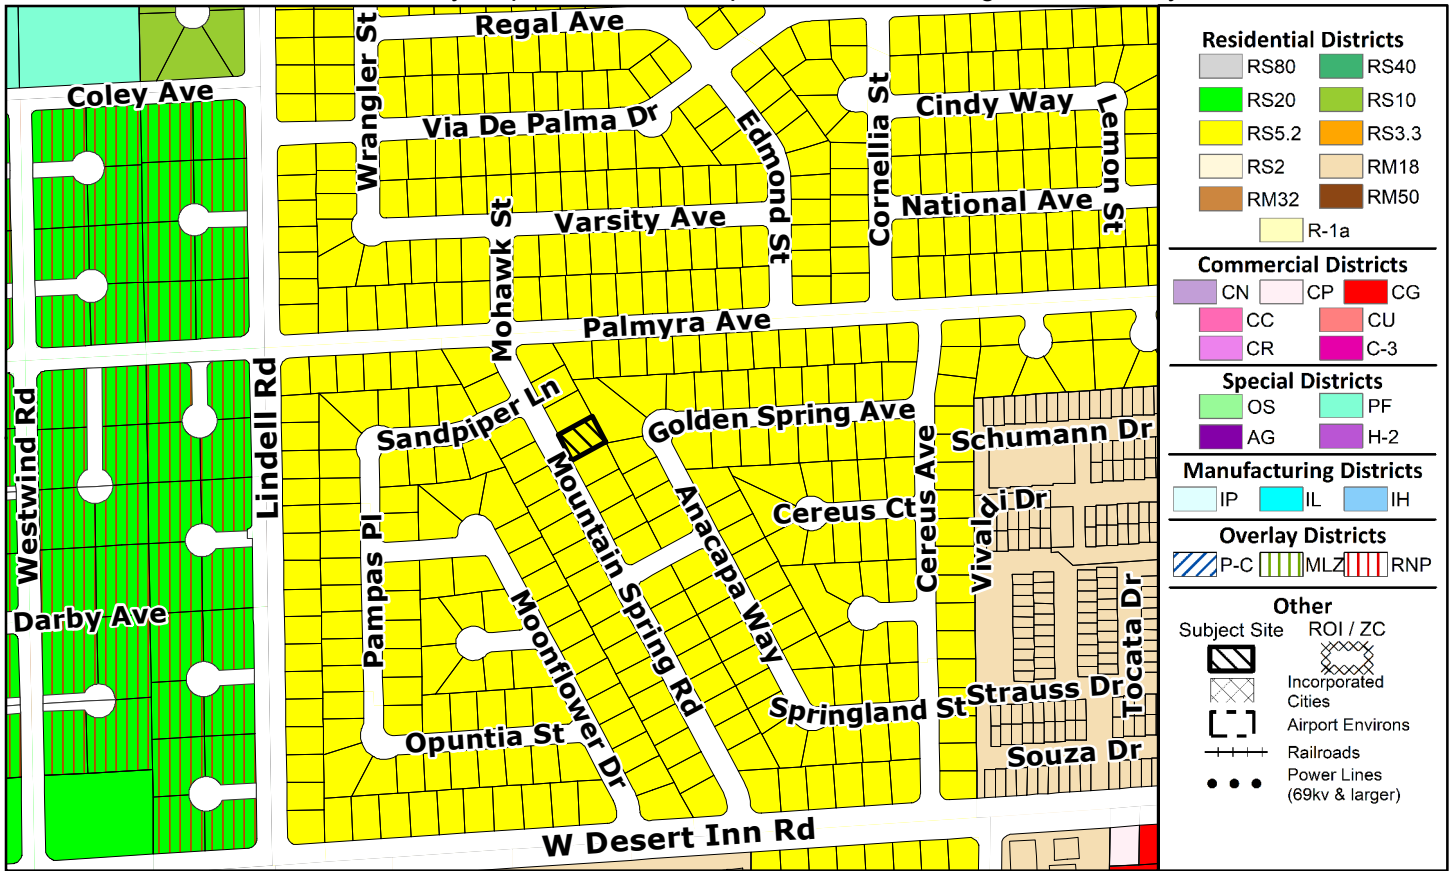 Regal Ave
Wrangler St
Coley Ave
Via De Palma Dr
Edmond St
Cornellia St
Cindy Way
Lemon St
National Ave
Varsity Ave
Mohawk St
Palmyra Ave
Westwind Rd
Lindell Rd
Sandpiper Ln
Golden Spring Ave
Schumann Dr
Cereus Ave
Cereus Ct
Vivaldi Dr
Mountain Spring Rd
Anacapa Way
Pampas Pl
Moonflower Dr
Darby Ave
Tocata Dr
Strauss Dr
Springland St
Opuntia St
Souza Dr
W Desert Inn Rd
Residential Districts
RS80 RS40
RS20 RS10
RS5.2 RS3.3
RS2 RM18
RM32 RM50
R-1a
Commercial Districts
CN CP CG
CC CU
CR C-3
Special Districts
OS PF
AG H-2
Manufacturing Districts
IP IL IH
Overlay Districts
P-C MLZ RNP
Other
Subject Site ROI / ZC
Incorporated
Cities
Airport Environs
Railroads
Power Lines
(69kv & larger)